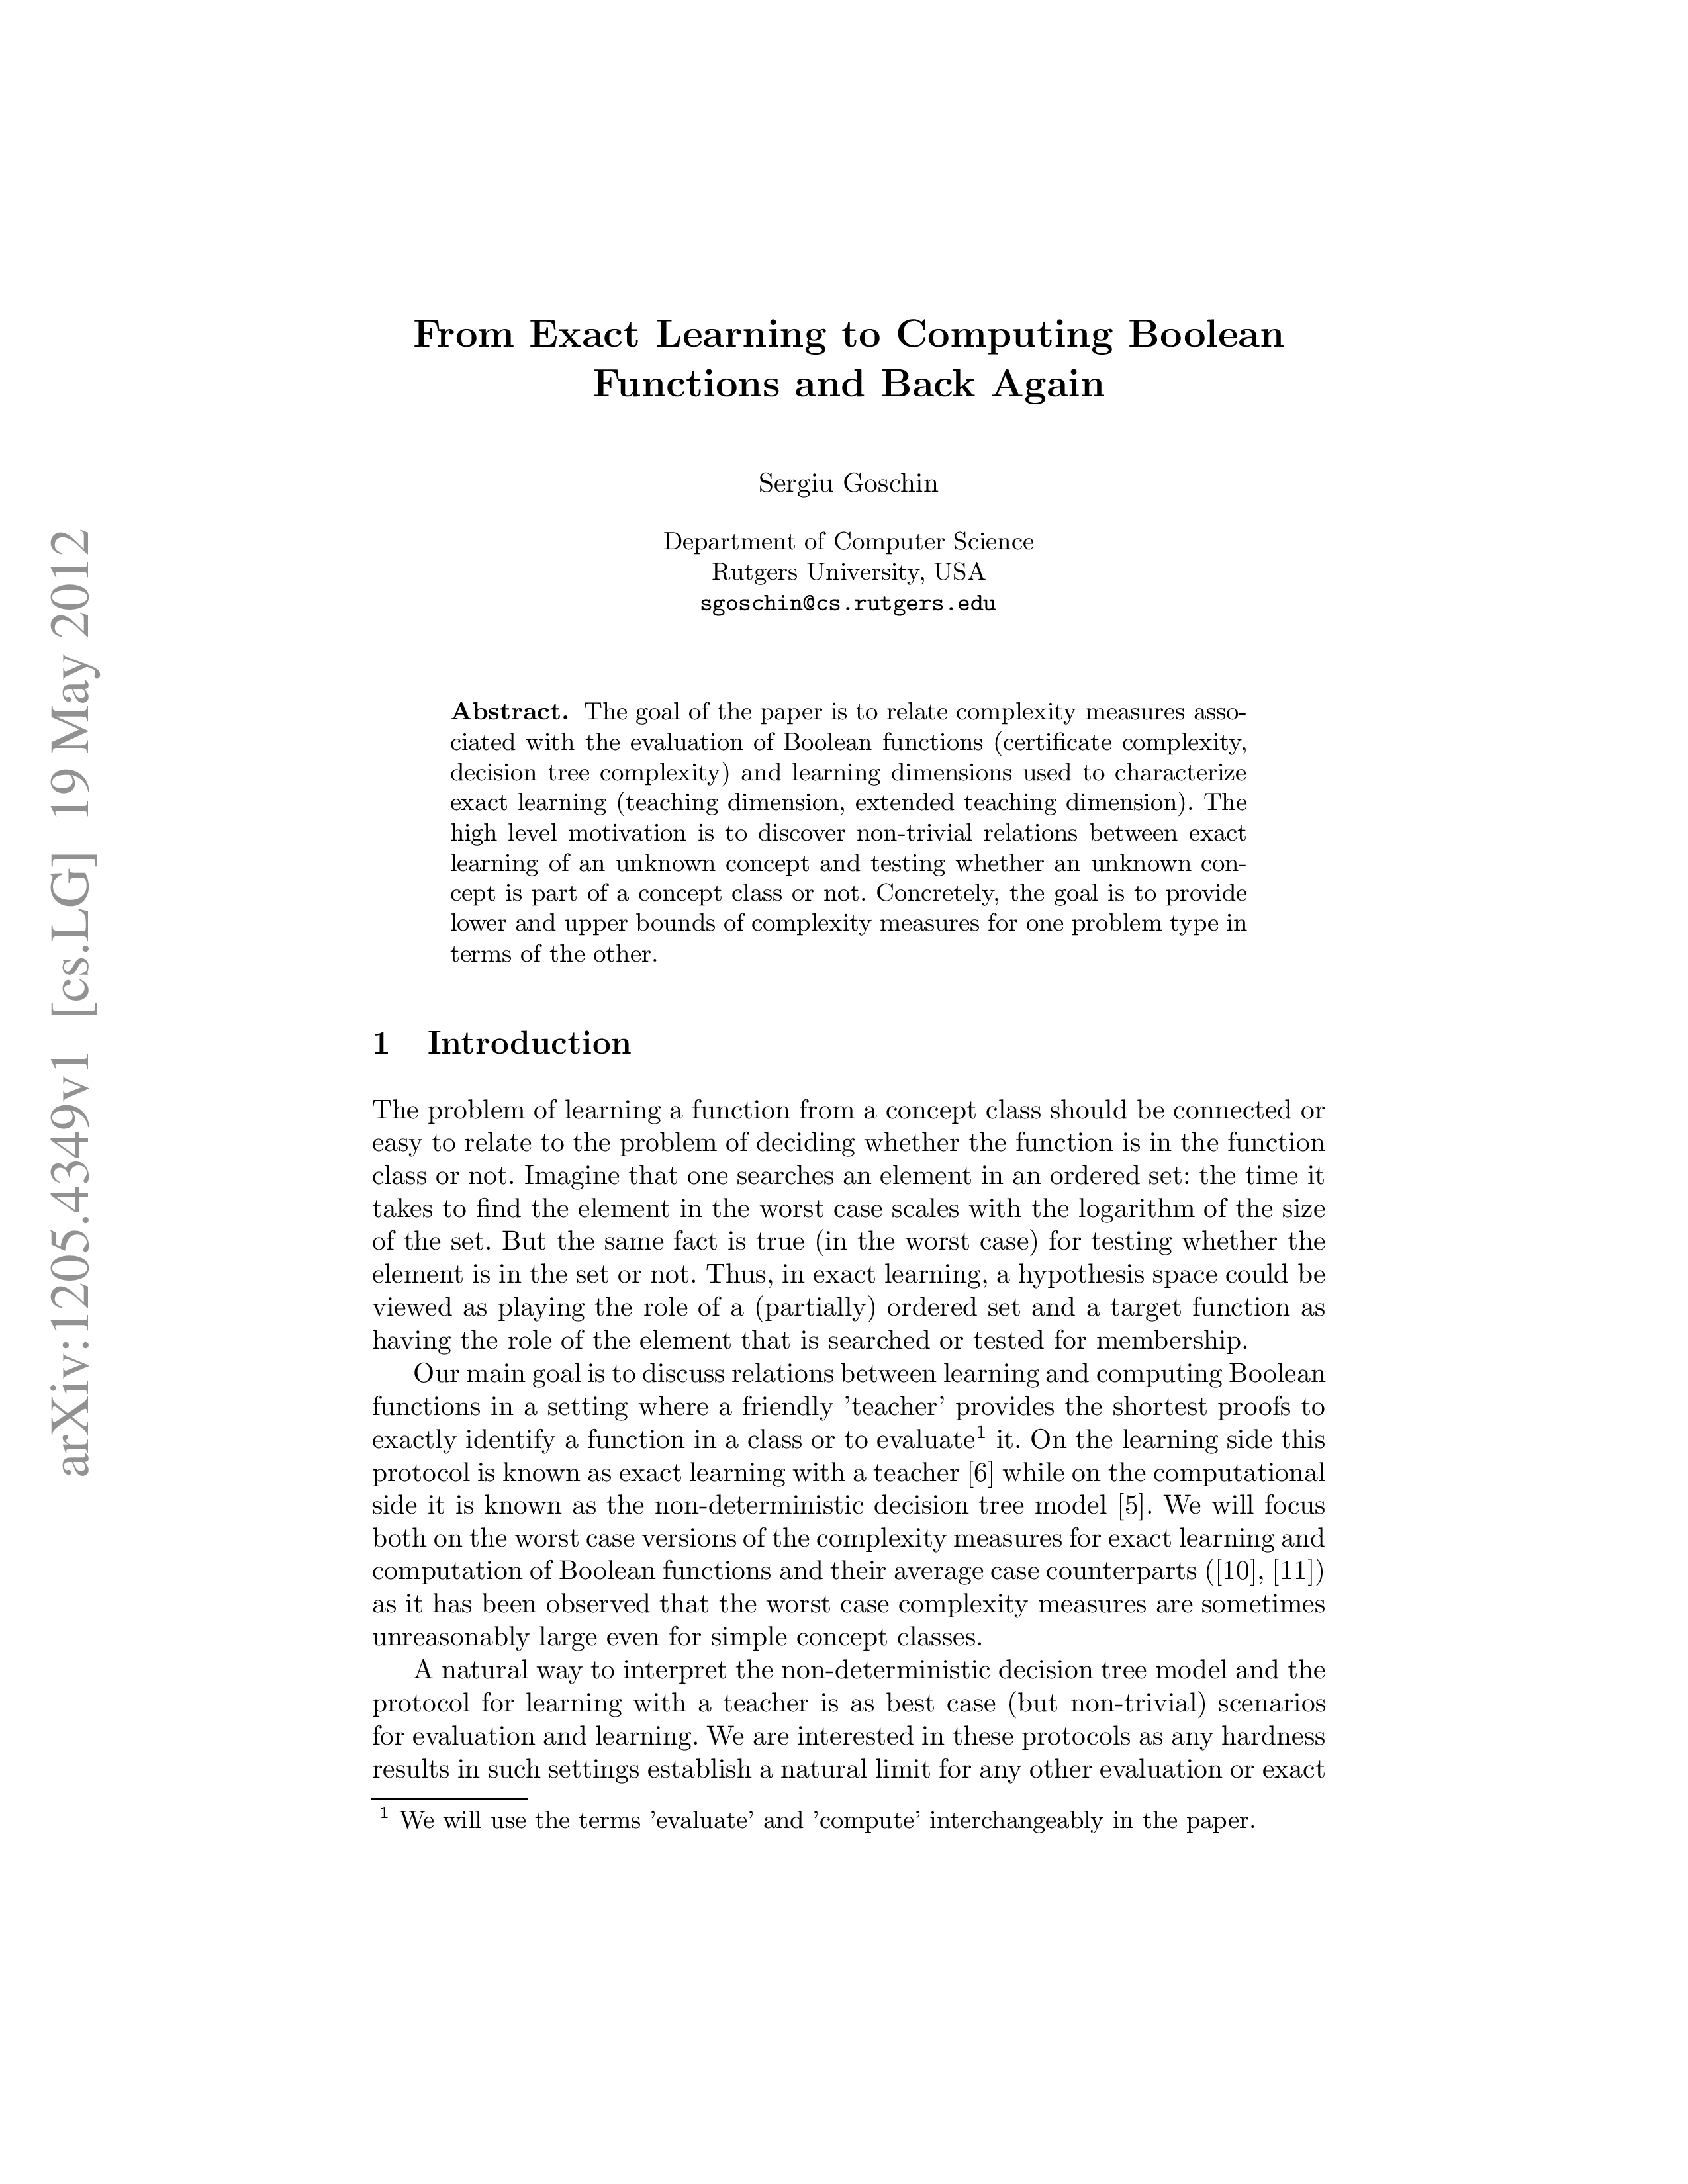 From Exact Learning to Computing Boolean
Functions and Back Again
Sergiu Goschin
Department of Computer Science
Rutgers University, USA
sgoschin@cs.rutgers.edu
Abstract. The goal of the paper is to relate complexity measures asso-
ciated with the evaluation of Boolean functions (certificate complexity,
decision tree complexity) and learning dimensions used to characterize
exact learning (teaching dimension, extended teaching dimension). The
high level motivation is to discover non-trivial relations between exact
learning of an unknown concept and testing whether an unknown con-
cept is part of a concept class or not. Concretely, the goal is to provide
lower and upper bounds of complexity measures for one problem type in
terms of the other.
1 Introduction
The problem of learning a function from a concept class should be connected or
easy to relate to the problem of deciding whether the function is in the function
class or not. Imagine that one searches an element in an ordered set: the time it
takes to find the element in the worst case scales with the logarithm of the size
of the set. But the same fact is true (in the worst case) for testing whether the
element is in the set or not. Thus, in exact learning, a hypothesis space could be
viewed as playing the role of a (partially) ordered set and a target function as
having the role of the element that is searched or tested for membership.
Our main goal is to discuss relations between learning and computing Boolean
functions in a setting where a friendly 'teacher' provides the shortest proofs to
exactly identify a function in a class or to evaluate¹ it. On the learning side this
protocol is known as exact learning with a teacher [6] while on the computational
side it is known as the non-deterministic decision tree model [5]. We will focus
both on the worst case versions of the complexity measures for exact learning and
computation of Boolean functions and their average case counterparts ([10], [11])
as it has been observed that the worst case complexity measures are sometimes
unreasonably large even for simple concept classes.
A natural way to interpret the non-deterministic decision tree model and the
protocol for learning with a teacher is as best case (but non-trivial) scenarios
for evaluation and learning. We are interested in these protocols as any hardness
results in such settings establish a natural limit for any other evaluation or exact
¹ We will use the terms 'evaluate' and 'compute' interchangeably in the paper.
arXiv:1205.4349v1 [cs.LG] 19 May 2012